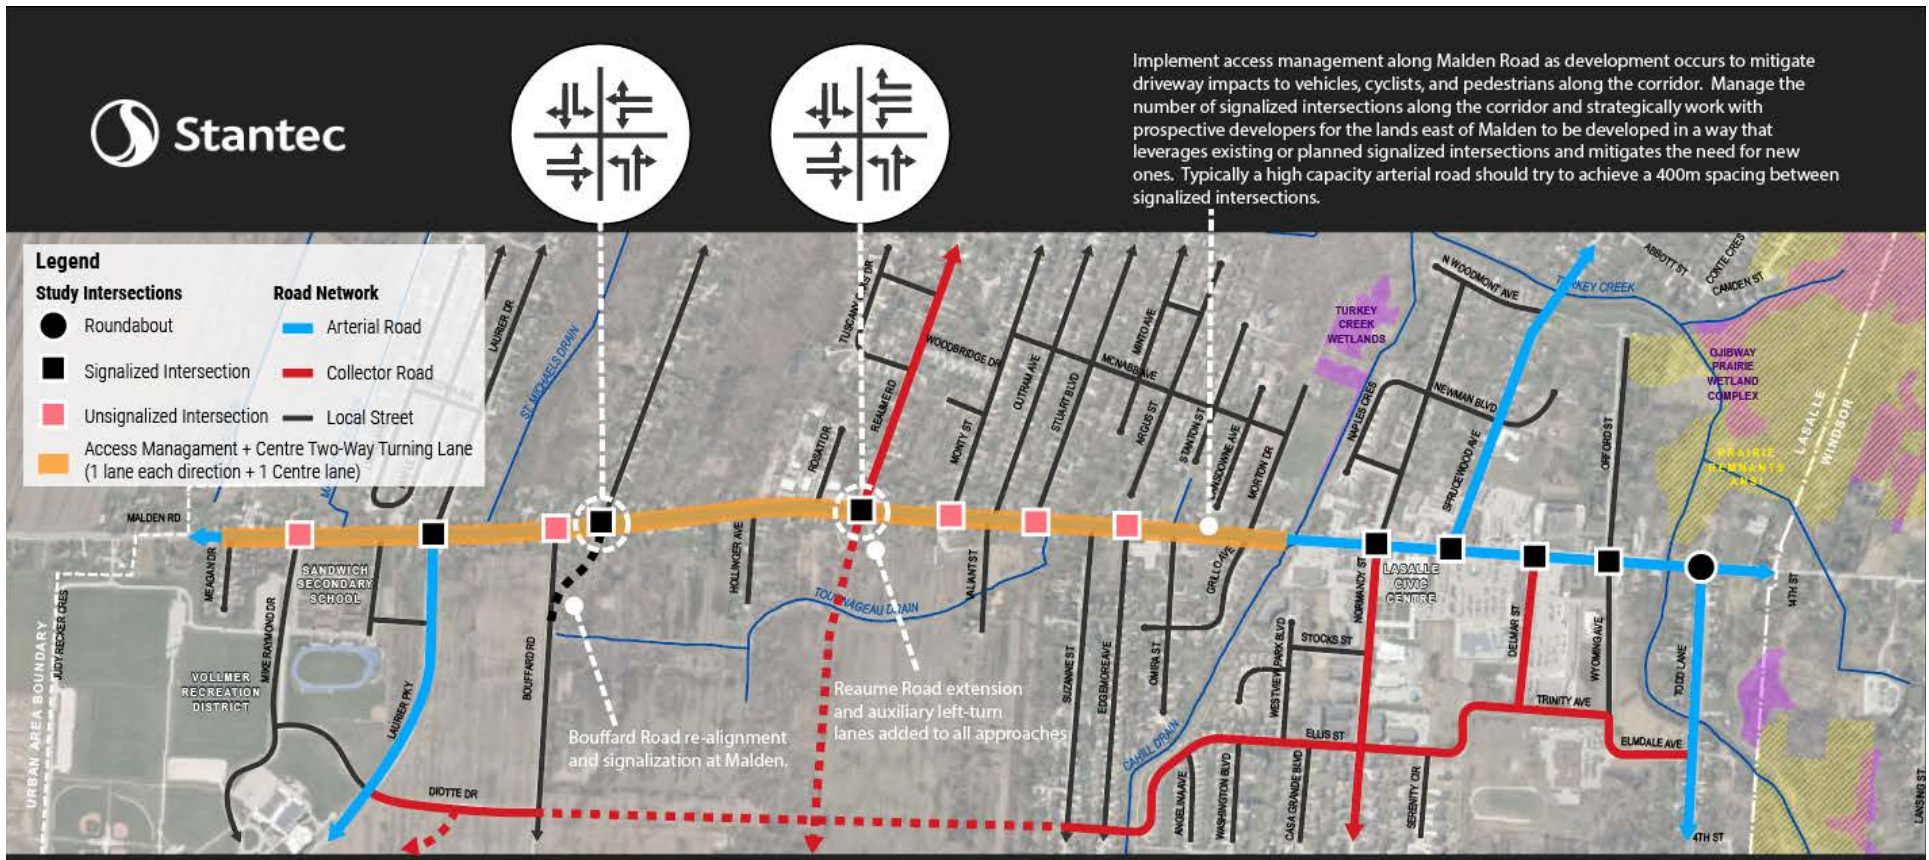 Stantec
Implement access management along Malden Road as development occurs to mitigate
driveway impacts to vehicles, cyclists, and pedestrians along the corridor.  Manage the
number of signalized intersections along the corridor and strategically work with
prospective developers for the lands east of Malden to be developed in a way that
leverages existing or planned signalized intersections and mitigates the need for new
ones.  Typically a high capacity arterial road should try to achieve a 400m spacing between
signalized intersections.
Legend
Study Intersections
Road Network
Roundabout
Arterial Road
Signalized Intersection
Collector Road
Unsignalized Intersection
Local Street
Access Managament + Centre Two-Way Turning Lane
(1 lane each direction + 1 Centre lane)
LAURIER DR
ST. MICHAELS DRAIN
ROSATI DR
REAUME RD
WOODBRIDGE DR
MONTY ST
OUTRAM AVE
STUART BLVD
MCNABB AVE
MINTO AVE
ARGUS ST
STANTON ST
MORTON DR
TURKEY
CREEK
WETLANDS
NAPLES CRES
N WOODMONT AVE
NEWMAN BLVD
SPRUCEWOOD AVE
TURKEY CREEK
ABBOTT ST
CONTE CRES
CAMDEN ST
ORFORD ST
OJIBWAY
PRAIRIE
WETLAND
COMPLEX
PRAIRIE
REMNANTS
ANSI
LASALLE
WINDSOR
MALDEN RD
MEAGAN DR
SANDWICH
SECONDARY
SCHOOL
MIKE RAYMOND DR
JUDY RECKER CRES
URBAN AREA BOUNDARY
VOLLMER
RECREATION
DISTRICT
LAURIER PKY
DIOTTE DR
BOUFFARD RD
HOLLINGER AVE
Bouffard Road re-alignment
and signalization at Malden.
TOURNAGEAU DRAIN
Reaume Road extension
and auxiliary left-turn
lanes added to all approaches
SUZANNE ST
EDGEMORE AVE
OMIRA ST
GRILLO AVE
CAHILL DRAIN
WESTVIEW PARK BLVD
STOCKS ST
NORMANDY ST
LASALLE
CIVIC
CENTRE
ELLIS ST
ANGELINA AVE
WASHINGTON BLVD
CASA GRANDE BLVD
SERENITY CIR
DELMAR ST
TRINITY AVE
WYOMING AVE
ELMDALE AVE
TODD LANE
14TH ST
4TH ST
LANSING ST